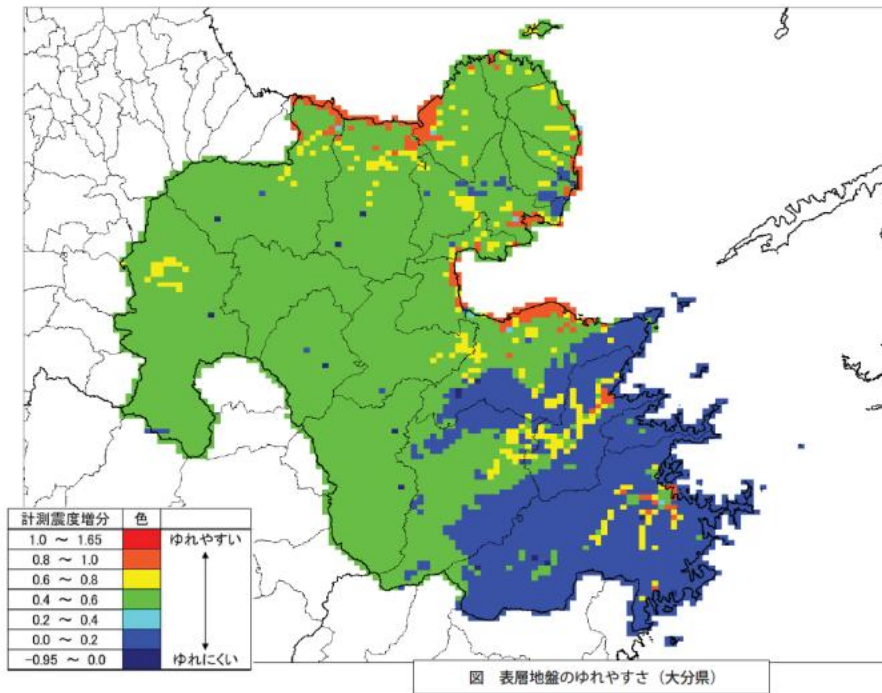 計測震度増分 色
1.0 ～ 1.65 ゆれやすい
0.8 ～ 1.0
0.6 ～ 0.8
0.4 ～ 0.6
0.2 ～ 0.4
0.0 ～ 0.2
-0.95 ～ 0.0 ゆれにくい
図 表層地盤のゆれやすさ（大分県）